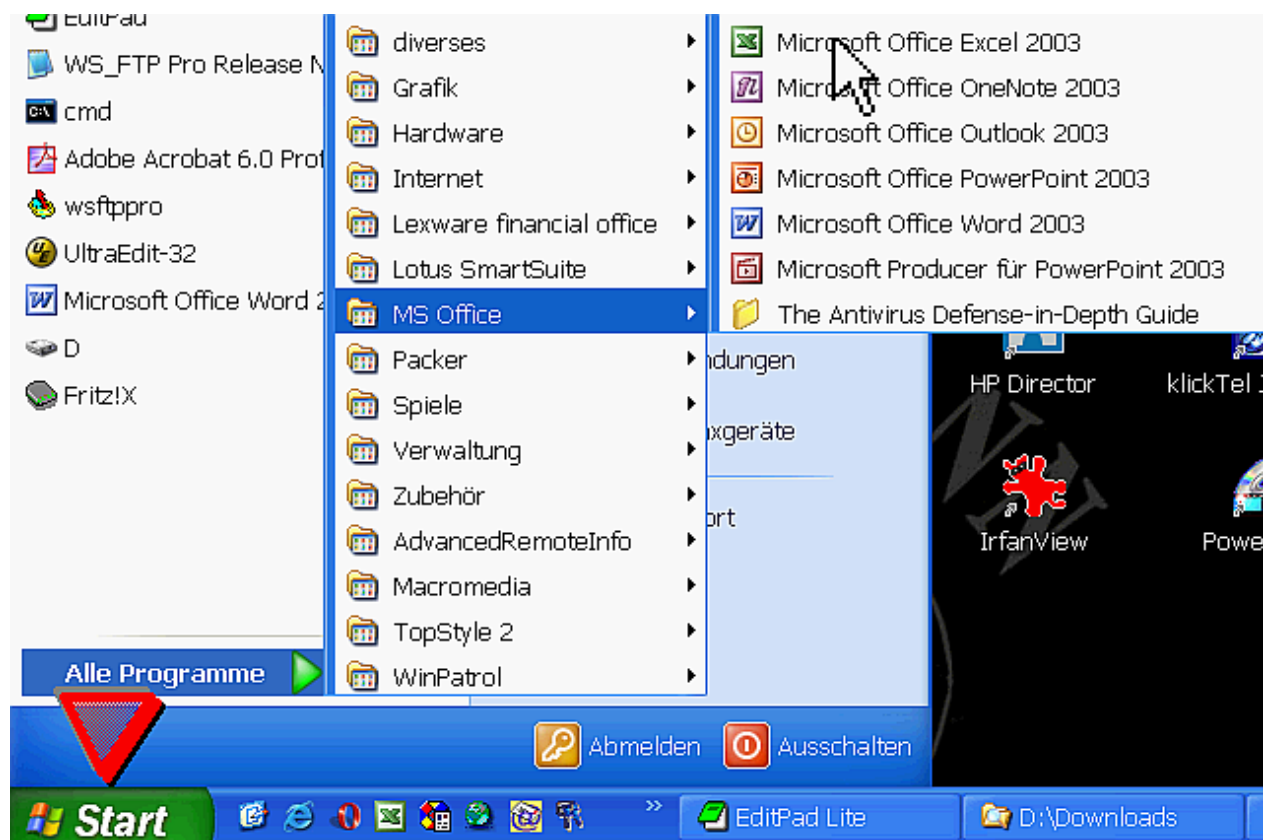 EditPad
WS_FTP Pro Release N
cmd
Adobe Acrobat 6.0 Prof
wsftppro
UltraEdit-32
Microsoft Office Word 2
D
Fritz!X
Alle Programme
diverses
Grafik
Hardware
Internet
Lexware financial office
Lotus SmartSuite
MS Office
Packer
Spiele
Verwaltung
Zubehör
AdvancedRemoteInfo
Macromedia
TopStyle 2
WinPatrol
Microsoft Office Excel 2003
Microsoft Office OneNote 2003
Microsoft Office Outlook 2003
Microsoft Office PowerPoint 2003
Microsoft Office Word 2003
Microsoft Producer für PowerPoint 2003
The Antivirus Defense-in-Depth Guide
ndungen
axgeräte
ort
HP Director
klickTel J
IrfanView
Powe
Abmelden
Ausschalten
Start
EditPad Lite
D:\Downloads